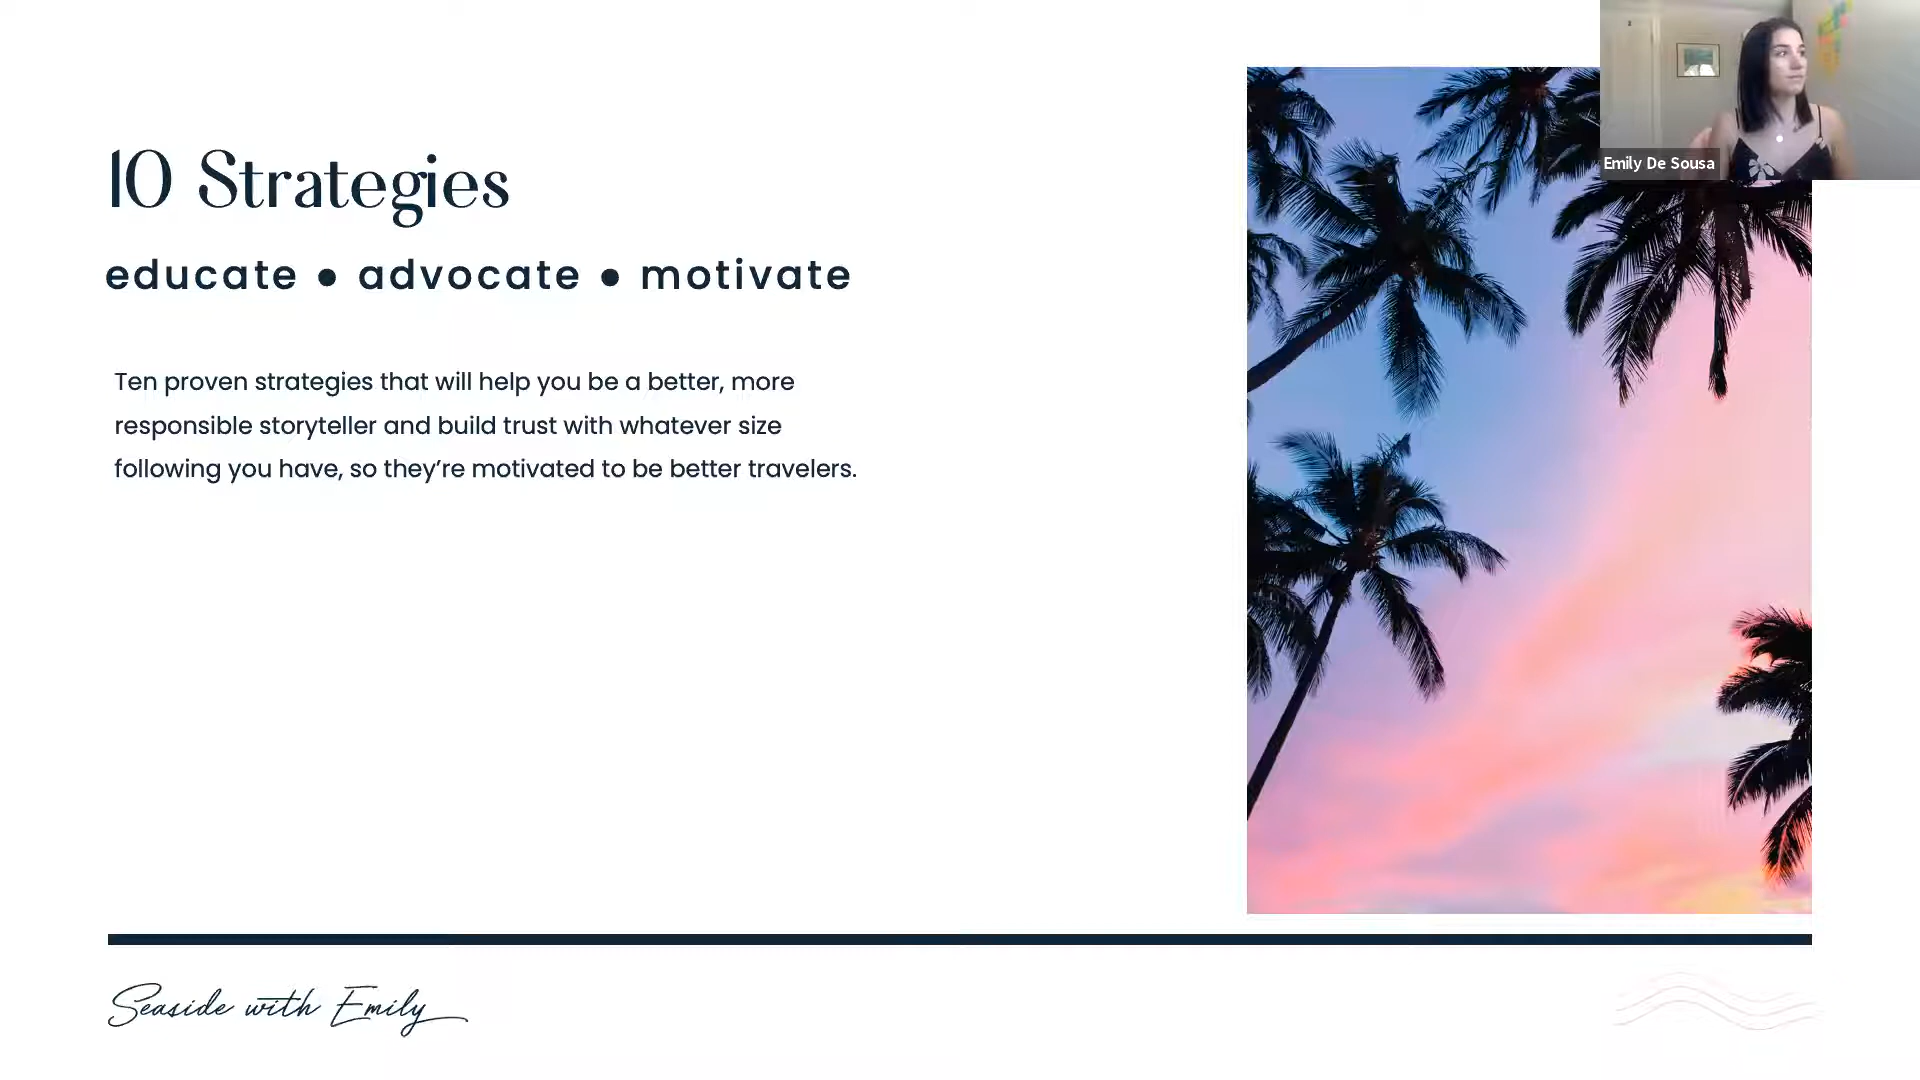 10 Strategies
educate • advocate • motivate
Ten proven strategies that will help you be a better, more
responsible storyteller and build trust with whatever size
following you have, so they’re motivated to be better travelers.
Emily De Sousa
Seaside with Emily